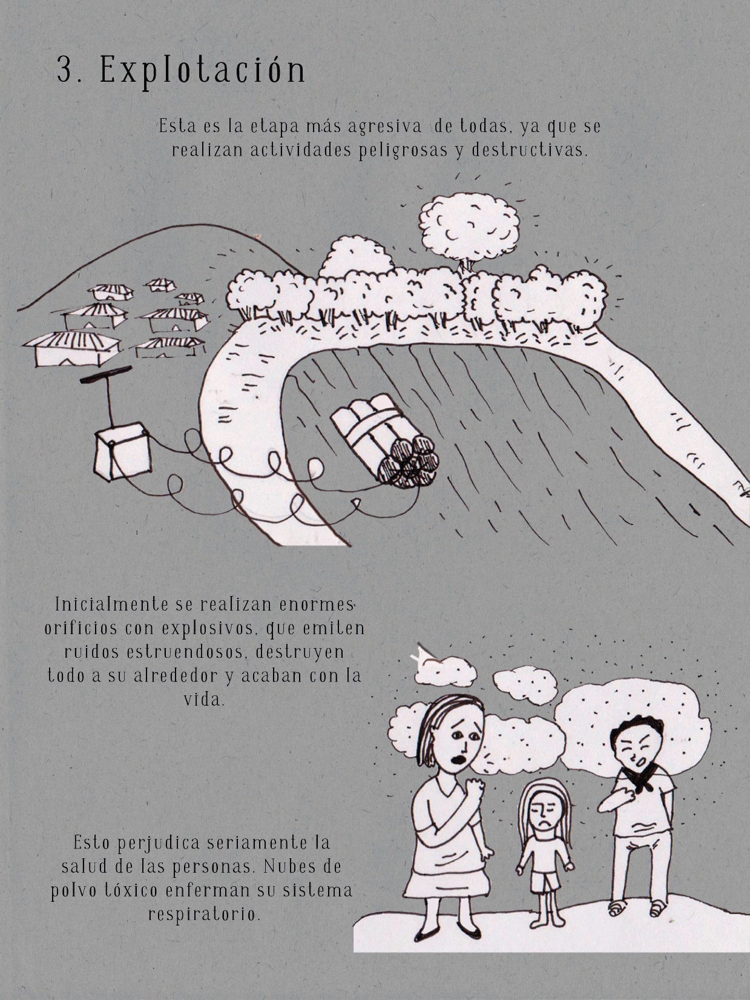 3. Explotación
Esta es la etapa más agresiva de todas, ya que se
realizan actividades peligrosas y destructivas.
Inicialmente se realizan enormes
orificios con explosivos, que emiten
ruidos estruendosos, destruyen
todo a su alrededor y acaban con la
vida.
Esto perjudica seriamente la
salud de las personas. Nubes de
polvo tóxico enferman su sistema
respiratorio.